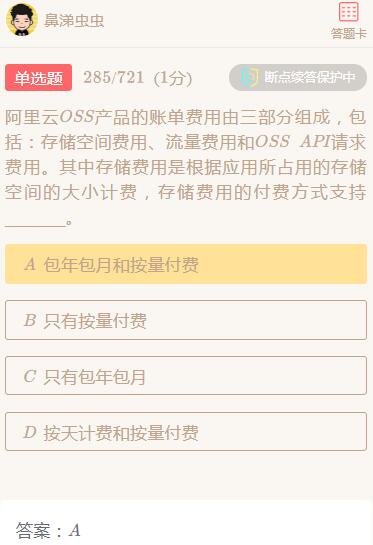 鼻涕虫虫
答题卡
单选题 285/721 (1分) 断点续答保护中
阿里云OSS产品的账单费用由三部分组成，包
括：存储空间费用、流量费用和OSS API请求
费用。其中存储费用是根据应用所占用的存储
空间的大小计费，存储费用的付费方式支持
_______。
A 包年包月和按量付费
B 只有按量付费
C 只有包年包月
D 按天计费和按量付费
答案：A